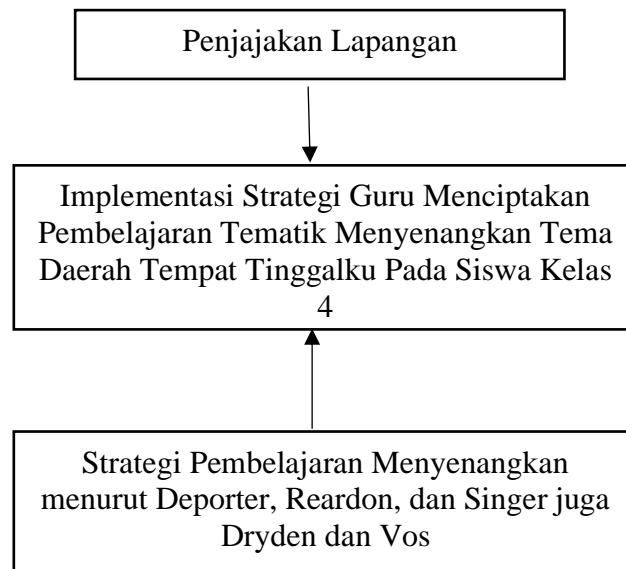 Penjajakan Lapangan
Implementasi Strategi Guru Menciptakan
Pembelajaran Tematik Menyenangkan Tema
Daerah Tempat Tinggalku Pada Siswa Kelas
4
Strategi Pembelajaran Menyenangkan
menurut Deporter, Reardon, dan Singer juga
Dryden dan Vos